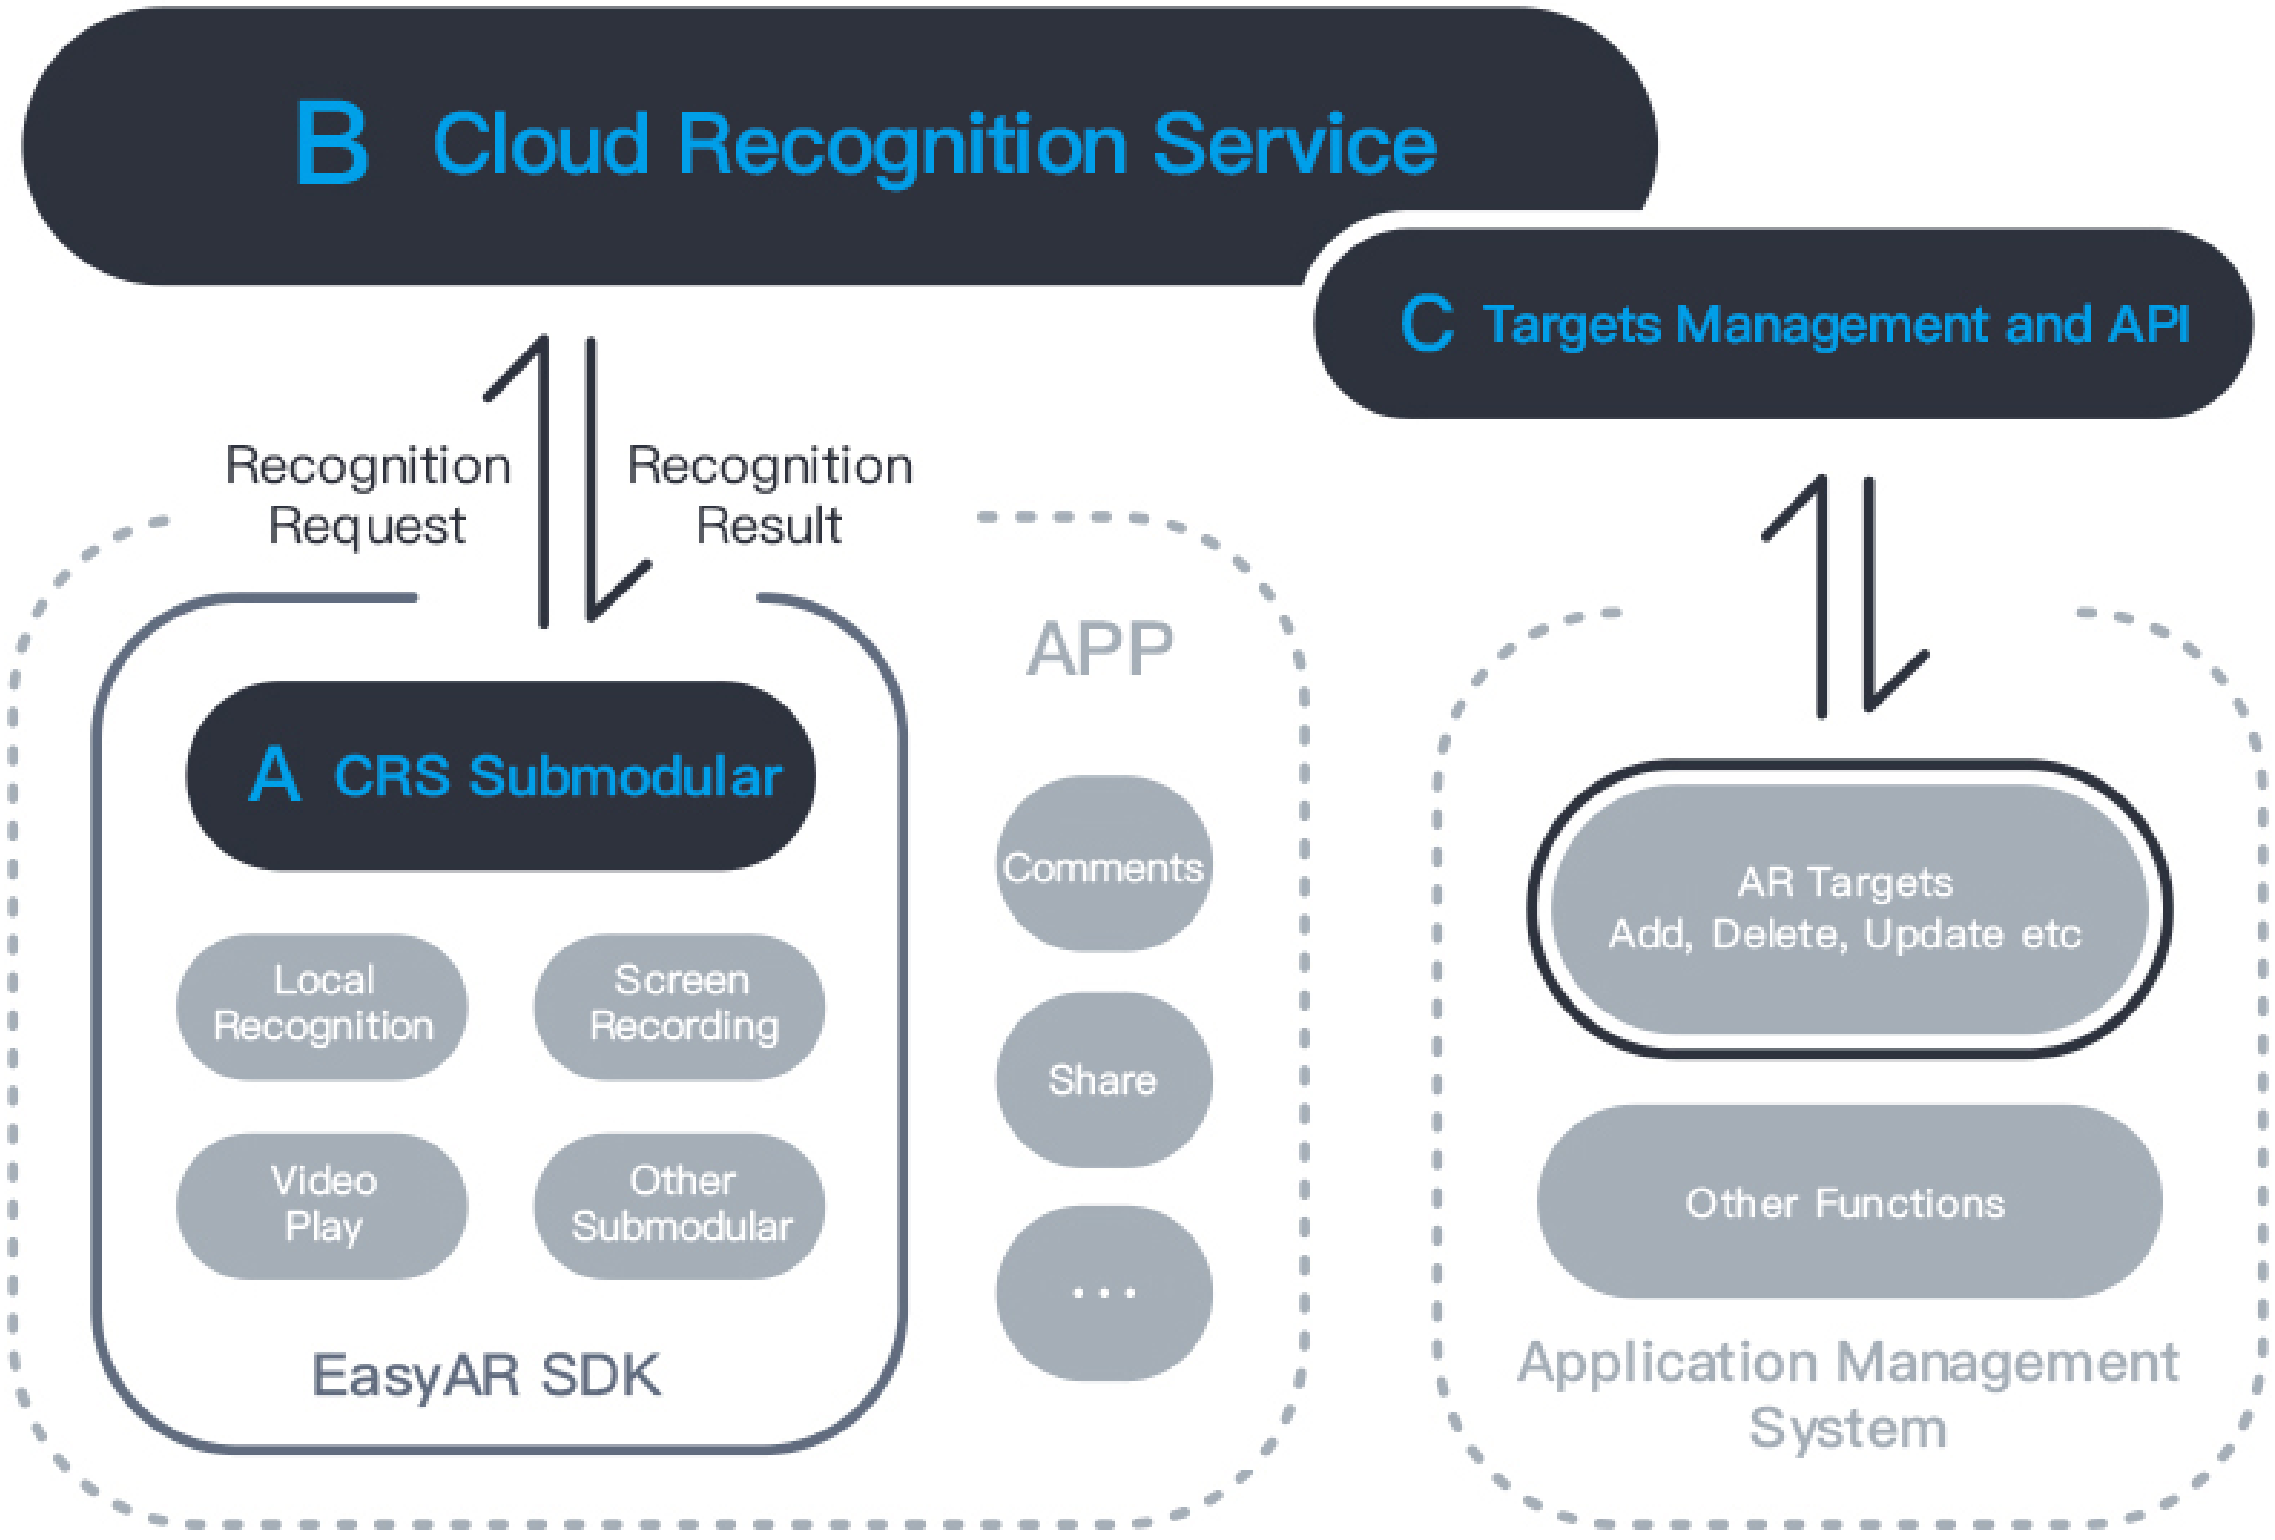 B Cloud Recognition Service
C Targets Management and API
Recognition
Request
Recognition
Result
APP
A CRS Submodular
Local
Recognition
Screen
Recording
Video
Play
Other
Submodular
EasyAR SDK
Comments
Share
...
AR Targets
Add, Delete, Update etc
Other Functions
Application Management
System